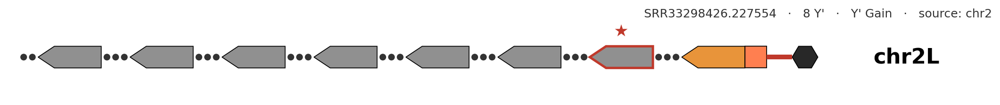 SRR33298426.227554 · 8 Y' · Y' Gain · source: chr2
chr2L